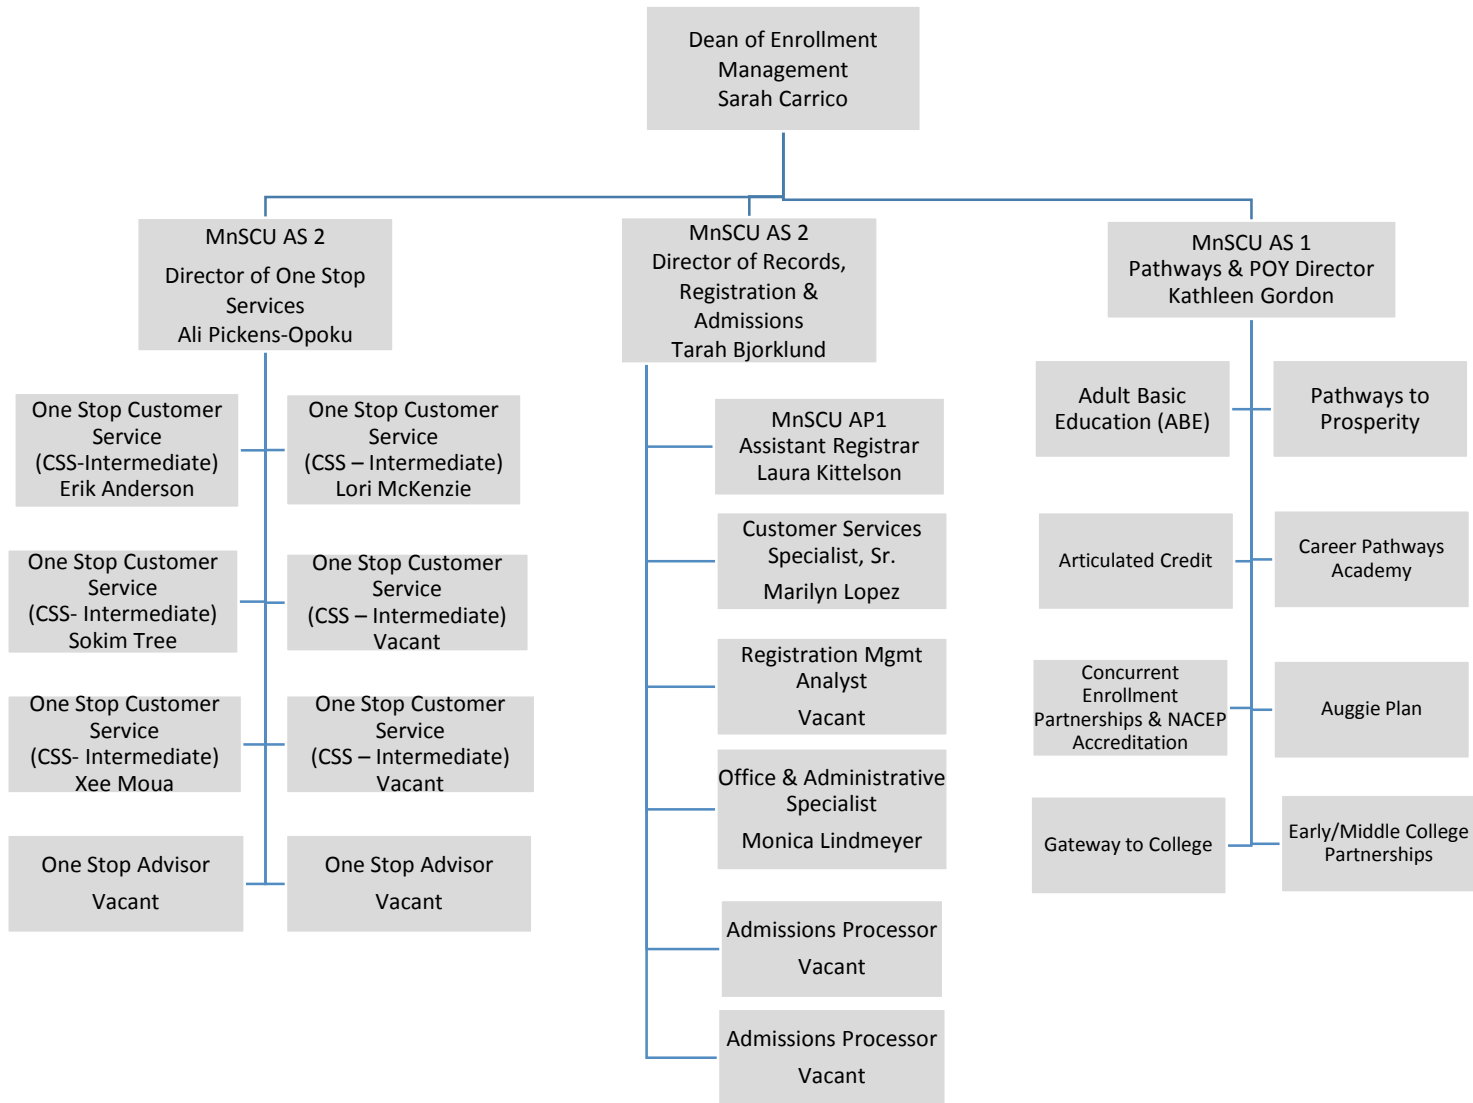 Dean of Enrollment
Management
Sarah Carrico
MnSCU AS 2
Director of One Stop
Services
Ali Pickens-Opoku
One Stop Customer
Service
(CSS-Intermediate)
Erik Anderson
One Stop Customer
Service
(CSS – Intermediate)
Lori McKenzie
One Stop Customer
Service
(CSS- Intermediate)
Sokim Tree
One Stop Customer
Service
(CSS – Intermediate)
Vacant
One Stop Customer
Service
(CSS- Intermediate)
Xee Moua
One Stop Customer
Service
(CSS – Intermediate)
Vacant
One Stop Advisor
Vacant
One Stop Advisor
Vacant
MnSCU AS 2
Director of Records,
Registration &
Admissions
Tarah Bjorklund
MnSCU AP1
Assistant Registrar
Laura Kittelson
Customer Services
Specialist, Sr.
Marilyn Lopez
Registration Mgmt
Analyst
Vacant
Office & Administrative
Specialist
Monica Lindmeyer
Admissions Processor
Vacant
Admissions Processor
Vacant
MnSCU AS 1
Pathways & POY Director
Kathleen Gordon
Adult Basic
Education (ABE)
Pathways to
Prosperity
Articulated Credit
Career Pathways
Academy
Concurrent
Enrollment
Partnerships & NACEP
Accreditation
Auggie Plan
Gateway to College
Early/Middle College
Partnerships